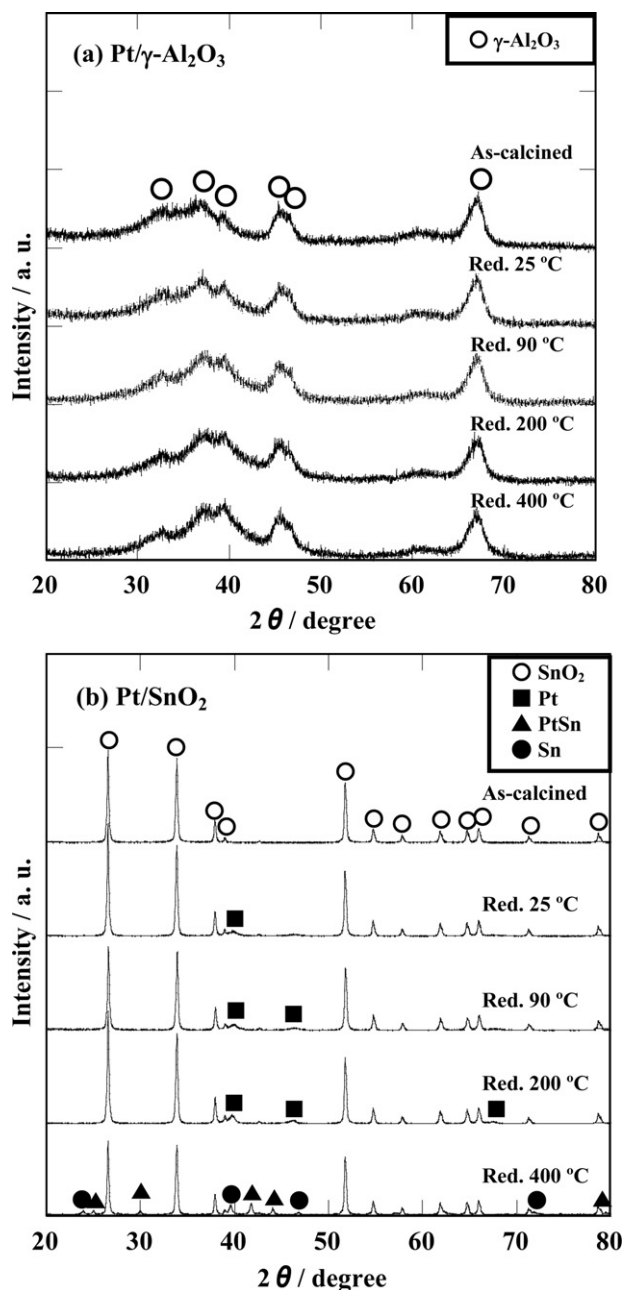 (a) Pt/γ-Al₂O₃
γ-Al₂O₃
As-calcined
Red. 25 ºC
Red. 90 ºC
Red. 200 ºC
Red. 400 ºC
Intensity / a. u.
20 30 40 50 60 70 80
2 θ / degree
(b) Pt/SnO₂
SnO₂
Pt
PtSn
Sn
As-calcined
Red. 25 ºC
Red. 90 ºC
Red. 200 ºC
Red. 400 ºC
Intensity / a. u.
20 30 40 50 60 70 80
2 θ / degree